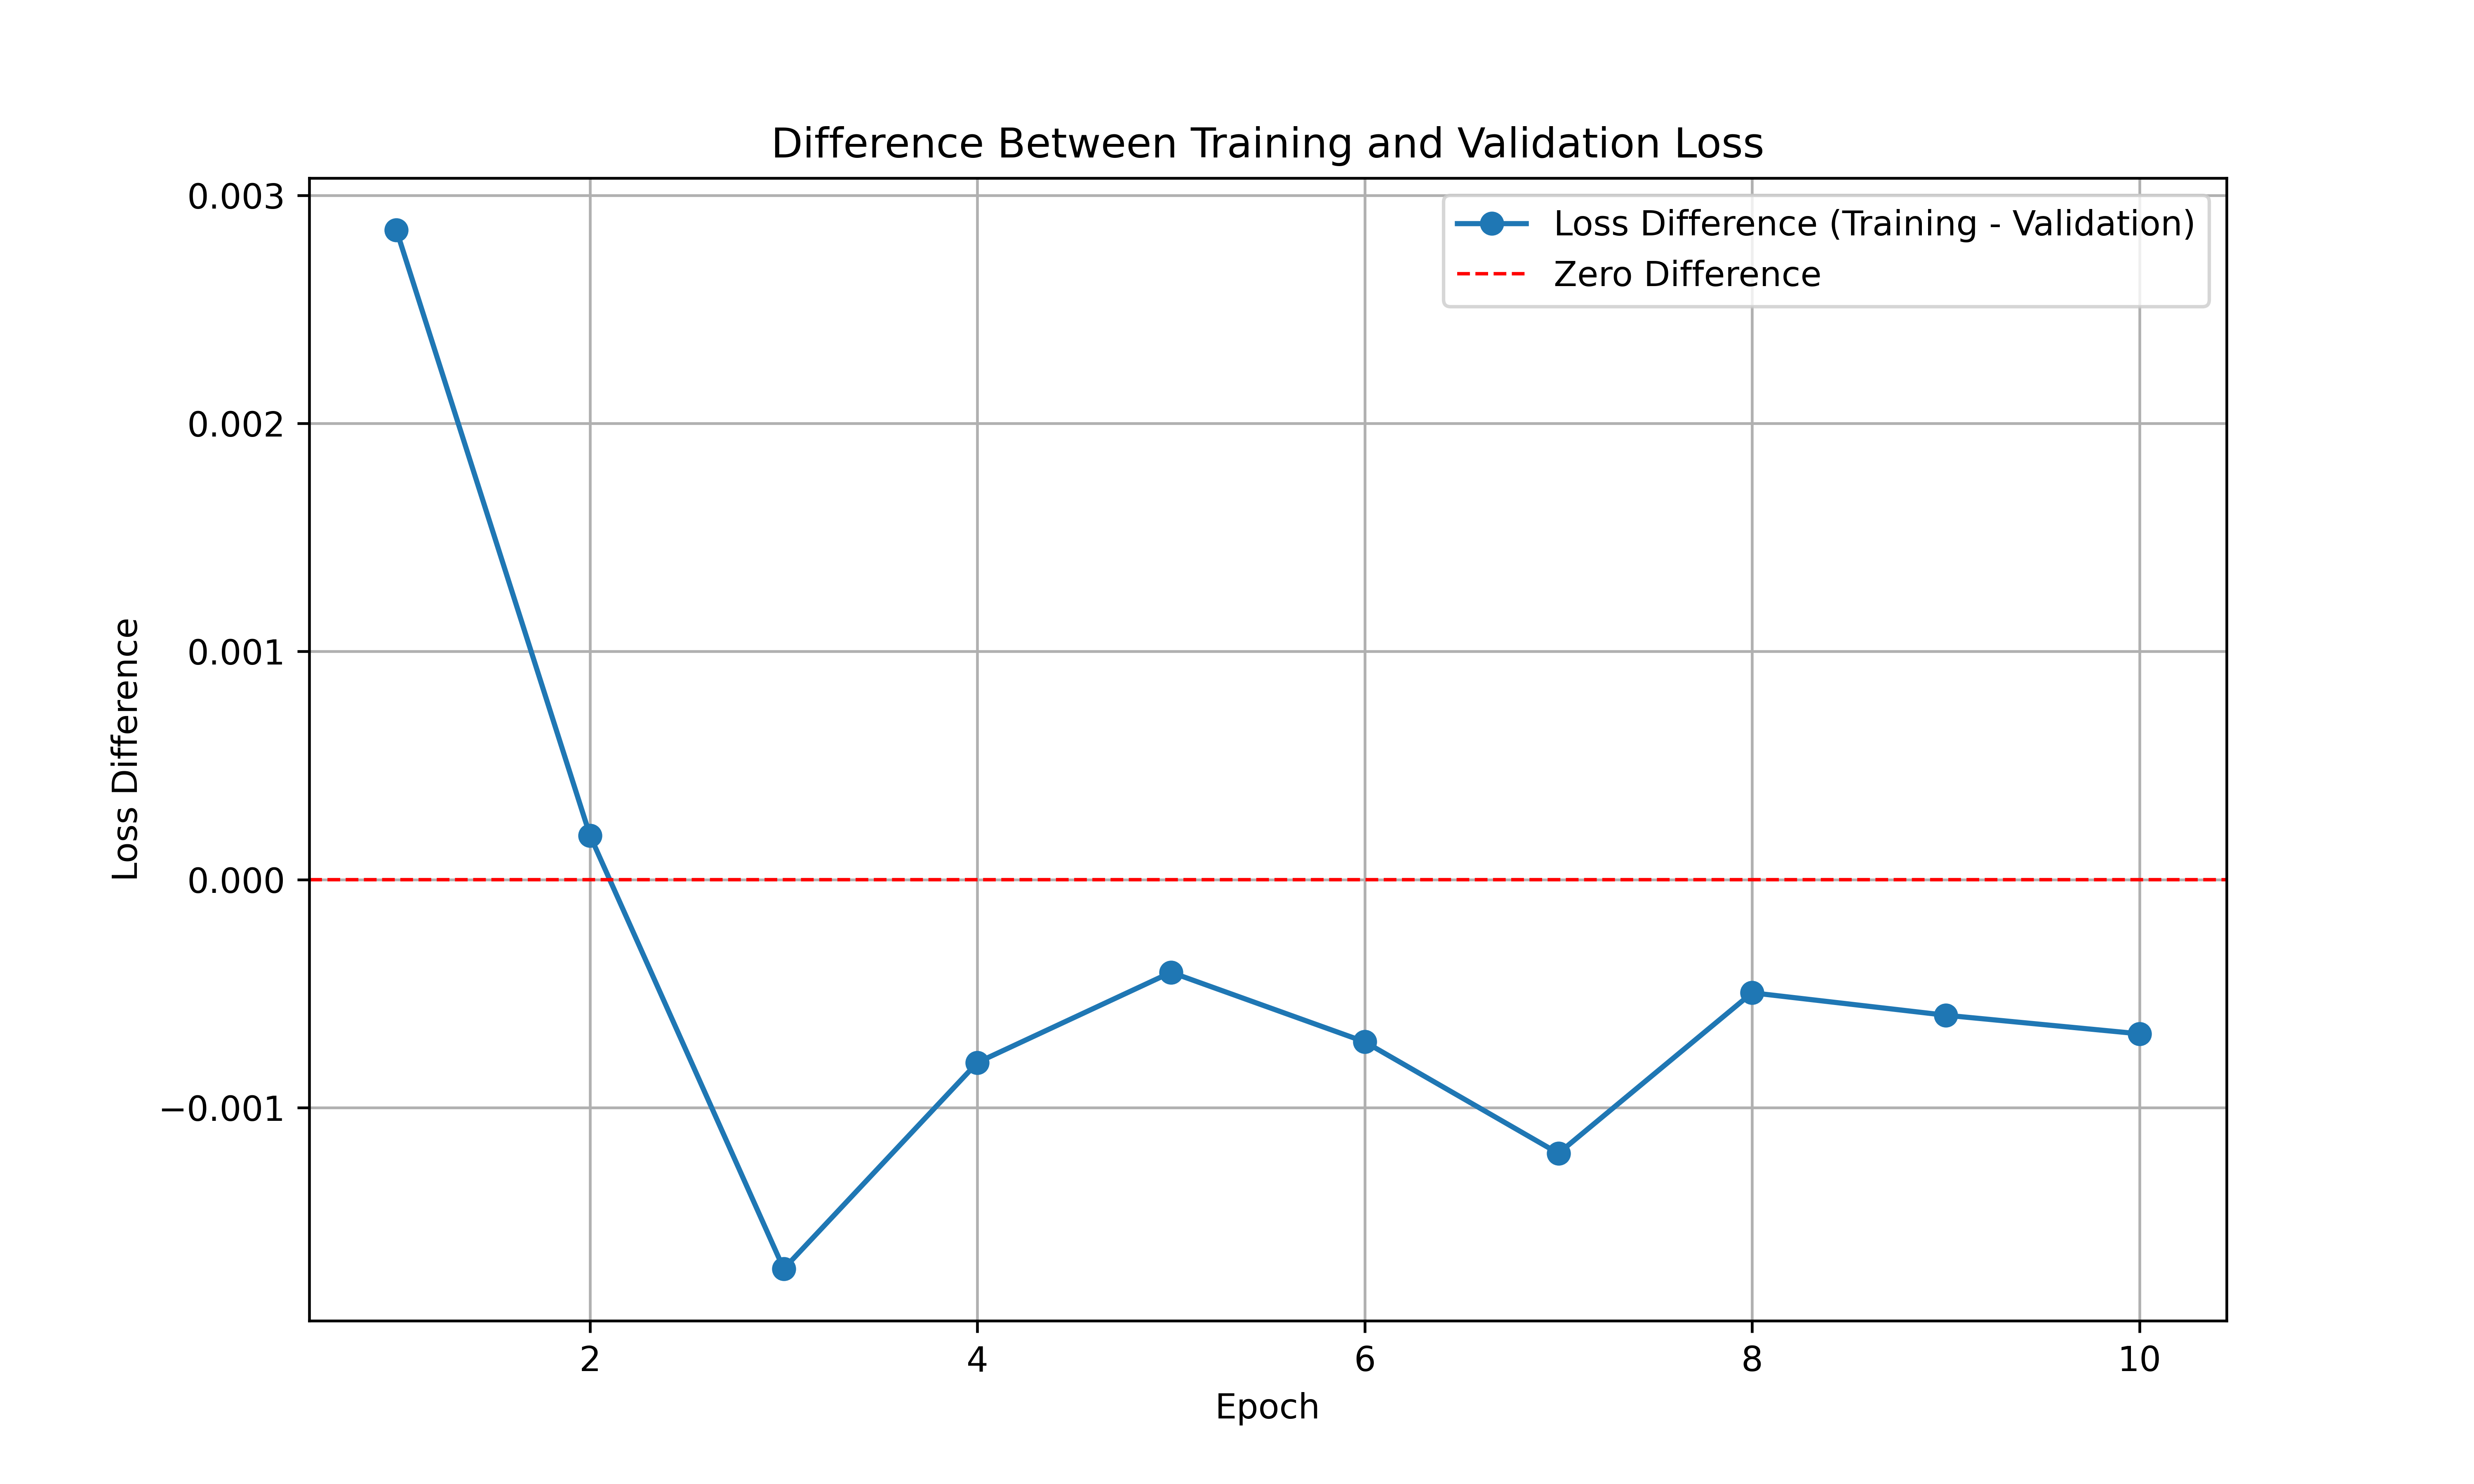 Difference Between Training and Validation Loss
Loss Difference (Training - Validation)
Zero Difference
0.003
0.002
0.001
0.000
−0.001
Loss Difference
2 4 6 8 10
Epoch